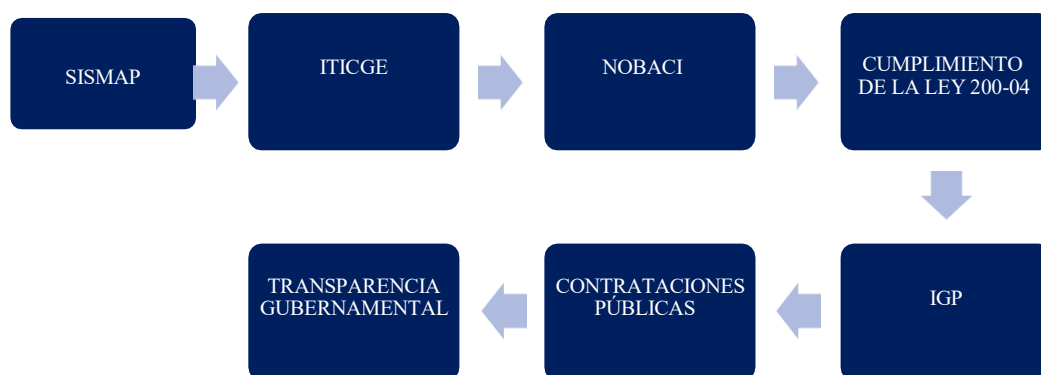 SISMAP
ITICGE
NOBACI
CUMPLIMIENTO
DE LA LEY 200-04
IGP
CONTRATACIONES
PÚBLICAS
TRANSPARENCIA
GUBERNAMENTAL